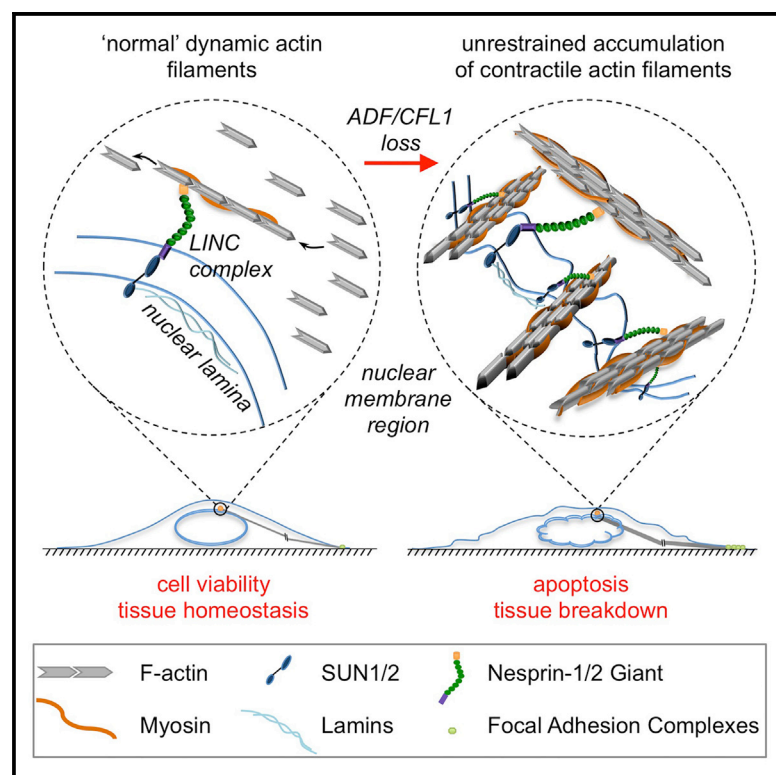 'normal' dynamic actin
filaments
unrestrained accumulation
of contractile actin filaments
ADF/CFL1
loss
LINC
complex
nuclear lamina
nuclear
membrane
region
cell viability
tissue homeostasis
apoptosis
tissue breakdown
F-actin
SUN1/2
Nesprin-1/2 Giant
Myosin
Lamins
Focal Adhesion Complexes